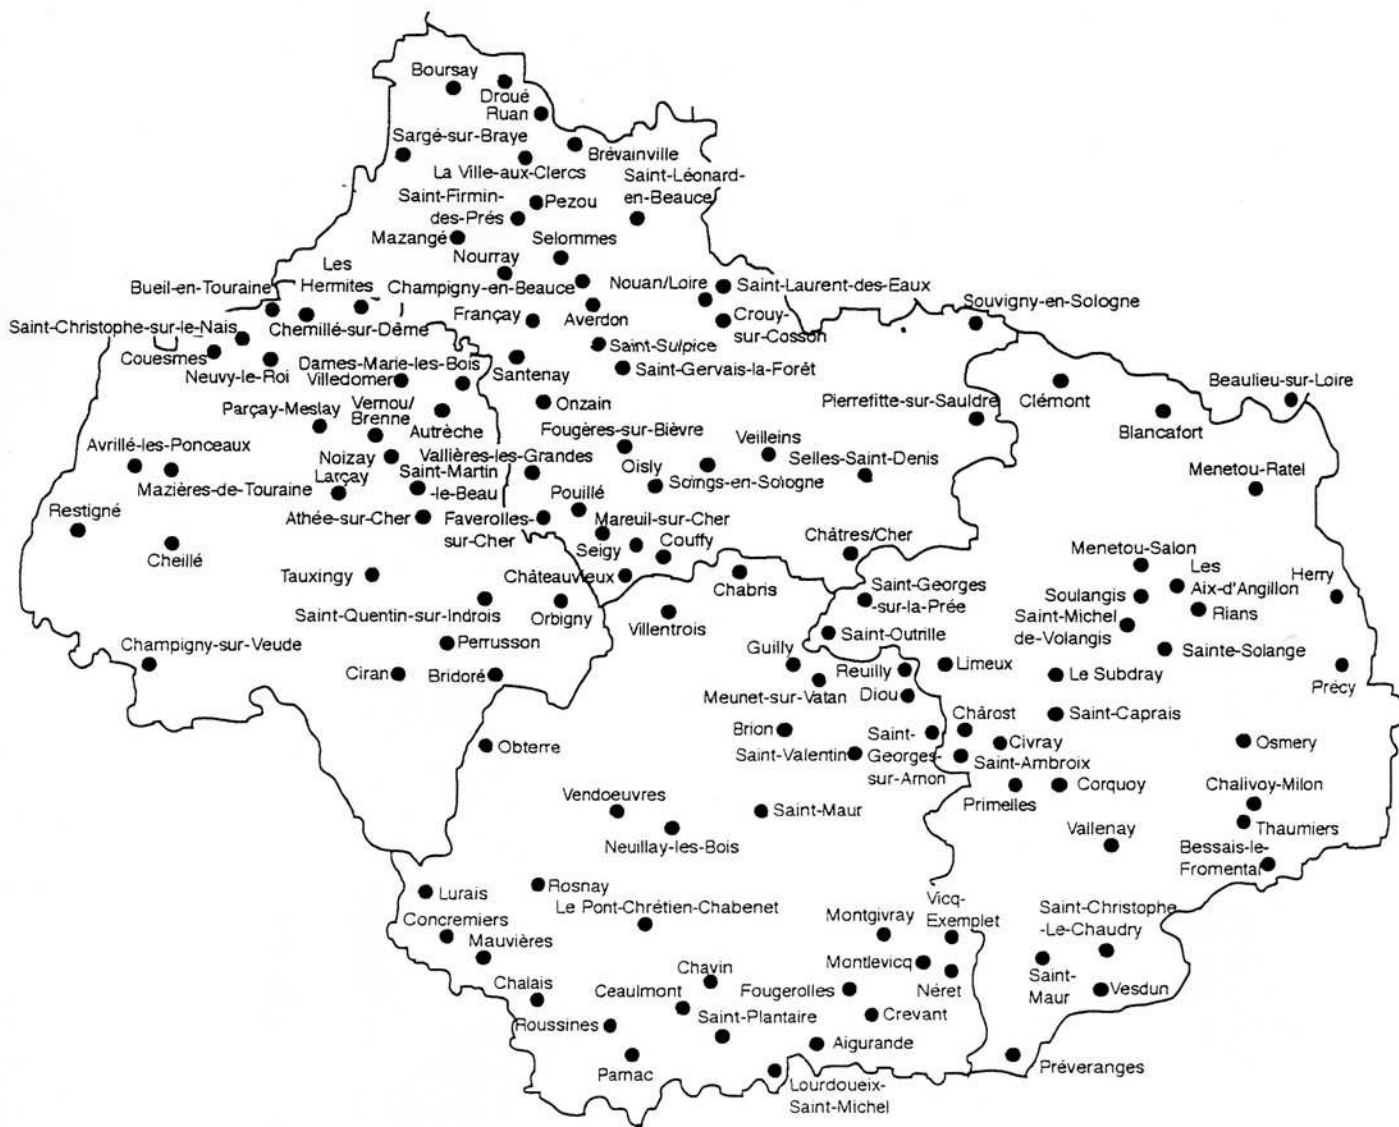 Boursay
Droué
Ruan
Sargé-sur-Braye
Brévainville
La Ville-aux-Clercs
Saint-Léonard-
en-Beauce
Saint-Firmin-
des-Prés
Pezou
Mazangé
Selommes
Nourray
Les
Hermites
Bueil-en-Touraine
Champigny-en-Beauce
Nouan/Loire
Saint-Laurent-des-Eaux
Souvigny-en-Sologne
Saint-Christophe-sur-le-Nais
Chemillé-sur-Dême
Françay
Averdon
Crouy-
sur-Cosson
Couesmes
Neuvy-le-Roi
Dames-Marie-les-Bois
Villedomer
Santenay
Saint-Sulpice
Saint-Gervais-la-Forêt
Clémont
Beaulieu-sur-Loire
Parçay-Meslay
Vernou/
Brenne
Autrèche
Onzain
Pierrefitte-sur-Sauldre
Blancafort
Avrillé-les-Ponceaux
Mazières-de-Touraine
Noizay
Larçay
Vallières-les-Grandes
Saint-Martin
-le-Beau
Fougères-sur-Bièvre
Oisly
Veilleins
Soings-en-Sologne
Selles-Saint-Denis
Menetou-Ratel
Restigné
Athée-sur-Cher
Faverolles-
sur-Cher
Pouillé
Mareuil-sur-Cher
Seigy
Couffy
Châtres/Cher
Cheillé
Tauxingy
Châteauvieux
Chabris
Menetou-Salon
Les
Aix-d'Angillon
Herry
Saint-Quentin-sur-Indrois
Orbigny
Villentrois
Saint-Georges
-sur-la-Prée
Soulangis
Rians
Saint-Michel
de-Volangis
Champigny-sur-Veude
Perrusson
Saint-Outrille
Sainte-Solange
Ciran
Bridoré
Guilly
Reuilly
Limeux
Le Subdray
Précy
Meunet-sur-Vatan
Diou
Saint-Caprais
Brion
Saint-Valentin
Saint-
Georges-
sur-Arnon
Chârost
Civray
Saint-Ambroix
Osmery
Obterre
Primelles
Corquoy
Chalivoy-Milon
Vendoeuvres
Saint-Maur
Thaumiers
Neuillay-les-Bois
Vallenay
Bessais-le-
Fromental
Lurais
Rosnay
Le Pont-Chrétien-Chabenet
Vicq-
Exemplet
Saint-Christophe
-Le-Chaudry
Concremiers
Mauvières
Montgivray
Montlevicq
Néret
Saint-
Maur
Vesdun
Chalais
Chavin
Ceaulmont
Fougerolles
Roussines
Saint-Plantaire
Crevant
Parnac
Aigurande
Préveranges
Lourdoueix-
Saint-Michel